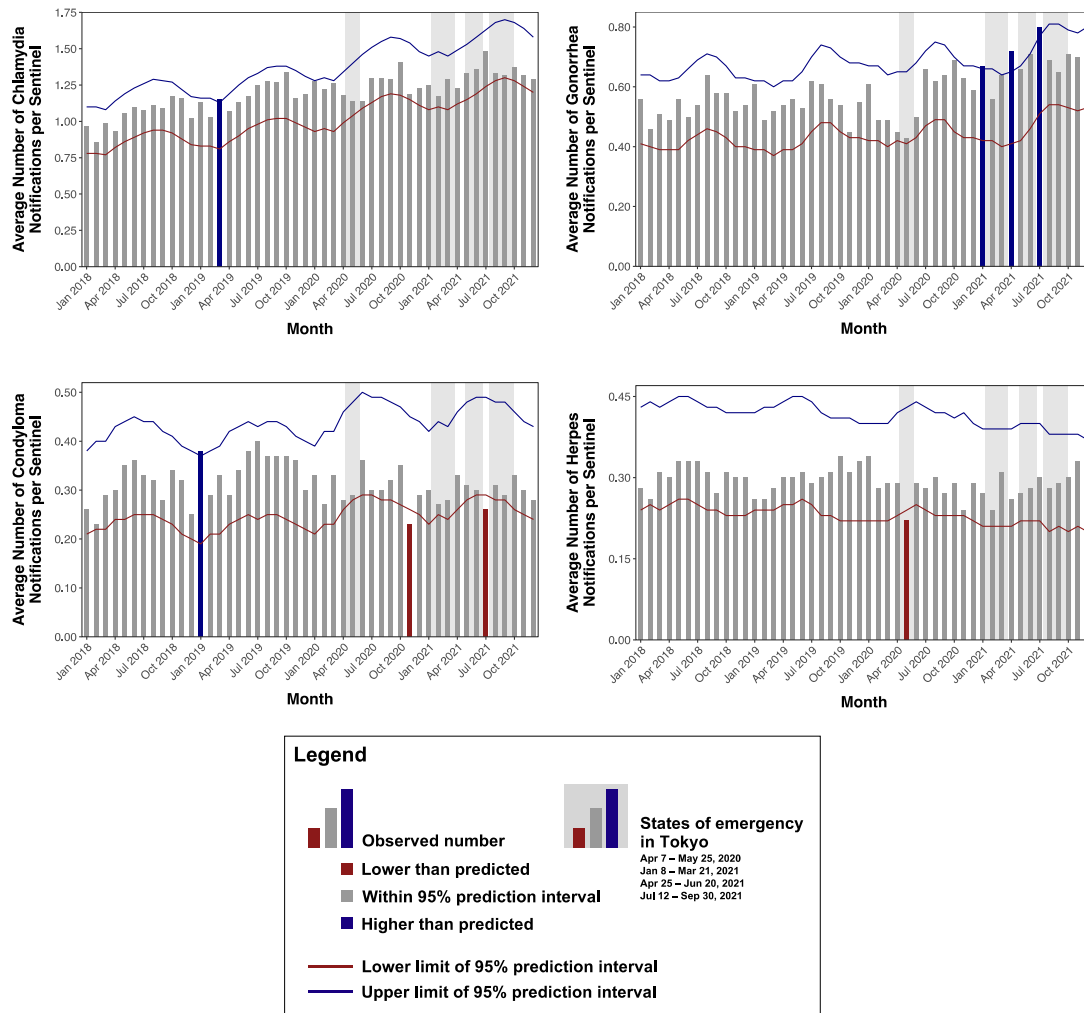 Average Number of Chlamydia
Notifications per Sentinel
1.75
1.50
1.25
1.00
0.75
0.50
0.25
0.00
Jan 2018
Apr 2018
Jul 2018
Oct 2018
Jan 2019
Apr 2019
Jul 2019
Oct 2019
Jan 2020
Apr 2020
Jul 2020
Oct 2020
Jan 2021
Apr 2021
Jul 2021
Oct 2021
Month
Average Number of Gonorrhea
Notifications per Sentinel
0.80
0.60
0.40
0.20
0.00
Jan 2018
Apr 2018
Jul 2018
Oct 2018
Jan 2019
Apr 2019
Jul 2019
Oct 2019
Jan 2020
Apr 2020
Jul 2020
Oct 2020
Jan 2021
Apr 2021
Jul 2021
Oct 2021
Month
Average Number of Condyloma
Notifications per Sentinel
0.50
0.40
0.30
0.20
0.10
0.00
Jan 2018
Apr 2018
Jul 2018
Oct 2018
Jan 2019
Apr 2019
Jul 2019
Oct 2019
Jan 2020
Apr 2020
Jul 2020
Oct 2020
Jan 2021
Apr 2021
Jul 2021
Oct 2021
Month
Average Number of Herpes
Notifications per Sentinel
0.45
0.30
0.15
0.00
Jan 2018
Apr 2018
Jul 2018
Oct 2018
Jan 2019
Apr 2019
Jul 2019
Oct 2019
Jan 2020
Apr 2020
Jul 2020
Oct 2020
Jan 2021
Apr 2021
Jul 2021
Oct 2021
Month
Legend
Observed number
Lower than predicted
Within 95% prediction interval
Higher than predicted
Lower limit of 95% prediction interval
Upper limit of 95% prediction interval
States of emergency
in Tokyo
Apr 7 – May 25, 2020
Jan 8 – Mar 21, 2021
Apr 25 – Jun 20, 2021
Jul 12 – Sep 30, 2021